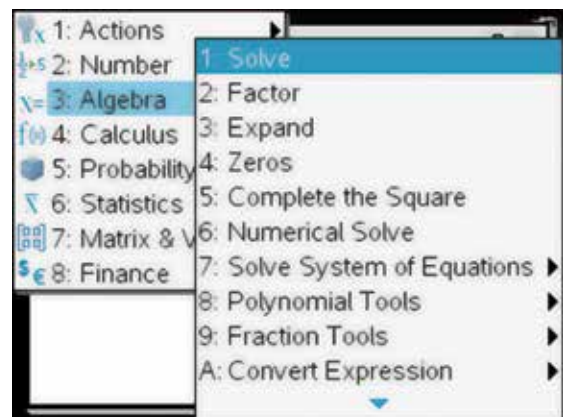 1: Actions
2: Number
3: Algebra
4: Calculus
5: Probability
6: Statistics
7: Matrix & V
8: Finance
1: Solve
2: Factor
3: Expand
4: Zeros
5: Complete the Square
6: Numerical Solve
7: Solve System of Equations
8: Polynomial Tools
9: Fraction Tools
A: Convert Expression